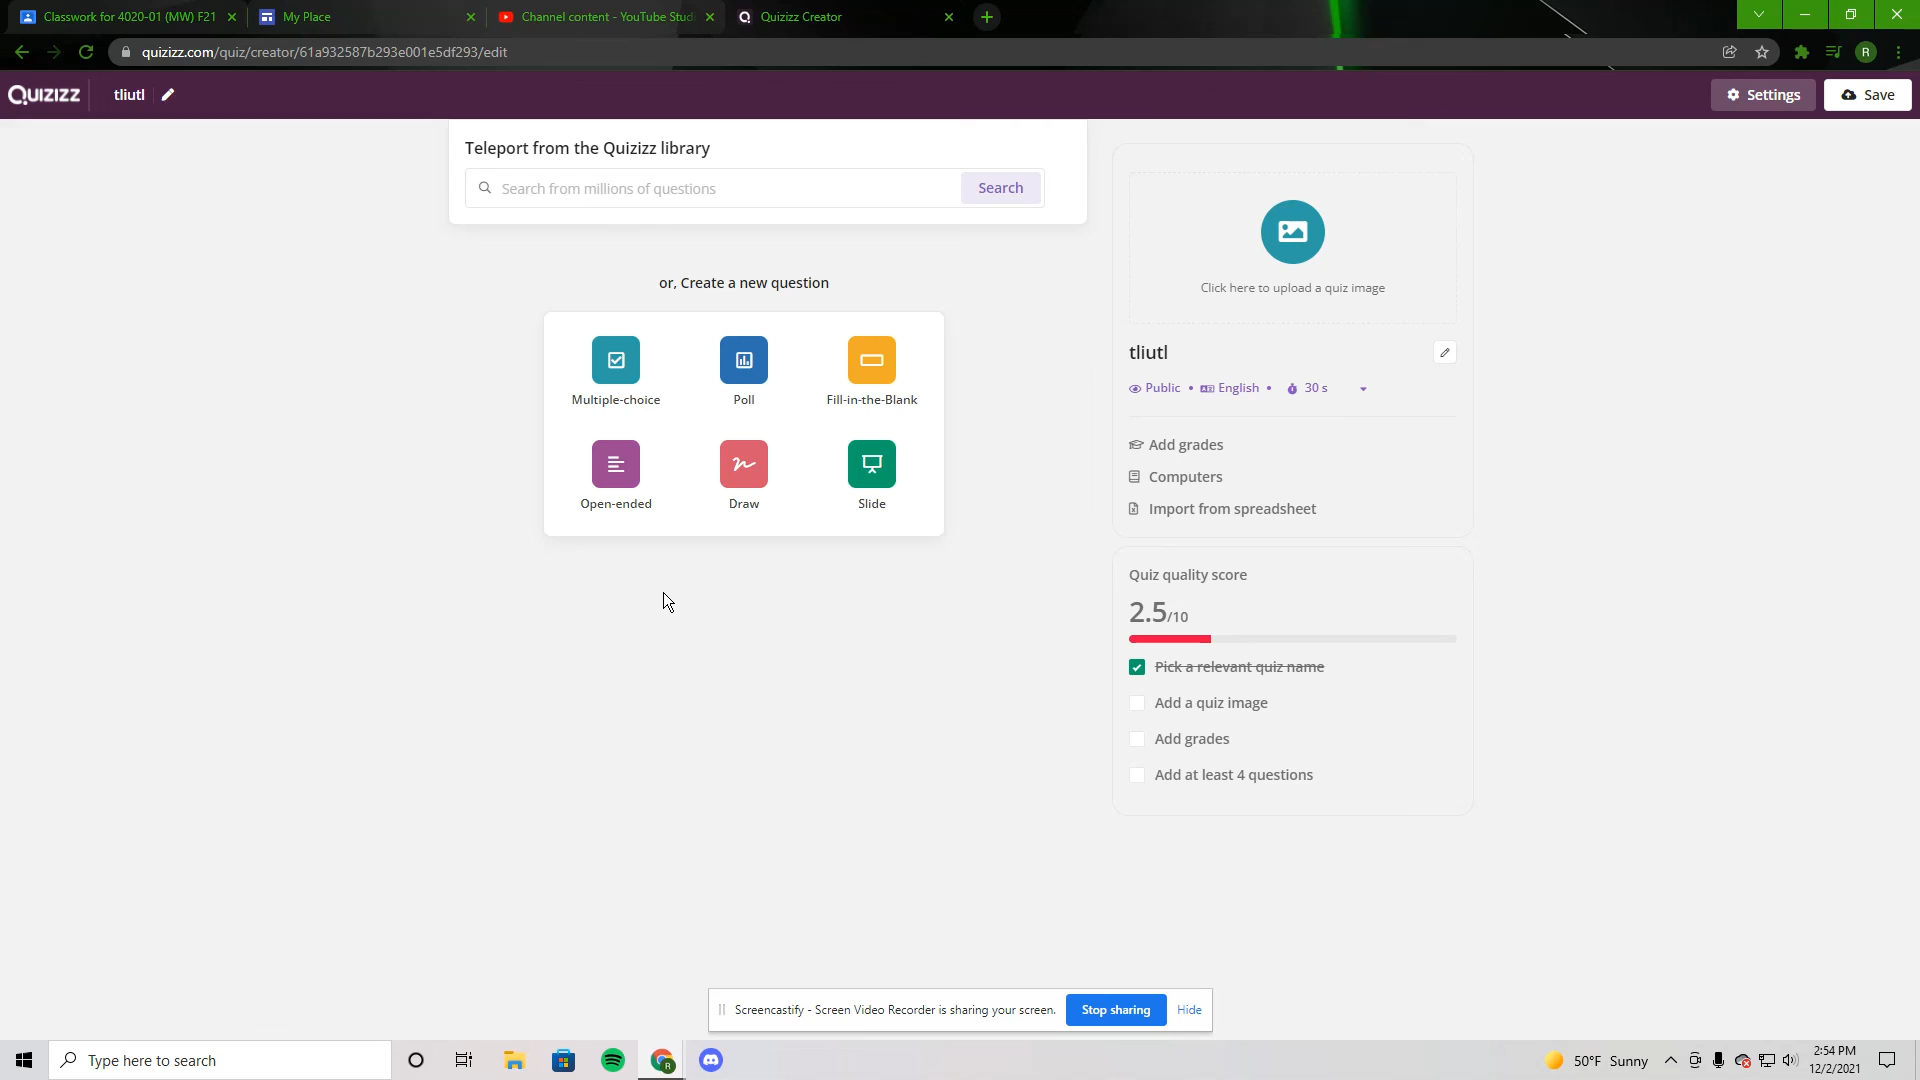 Classwork for 4020-01 (MW) F21
My Place
Channel content - YouTube Stud
Quizizz Creator
quizizz.com/quiz/creator/61a932587b293e001e5df293/edit
R
Quizizz
tliutl
Settings
Save
Teleport from the Quizizz library
Search from millions of questions
Search
or, Create a new question
Multiple-choice
Poll
Fill-in-the-Blank
Open-ended
Draw
Slide
Click here to upload a quiz image
tliutl
Public • English • 30 s
Add grades
Computers
Import from spreadsheet
Quiz quality score
2.5/10
Pick a relevant quiz name
Add a quiz image
Add grades
Add at least 4 questions
Screencastify - Screen Video Recorder is sharing your screen.
Stop sharing
Hide
Type here to search
R
50°F Sunny
2:54 PM
12/2/2021